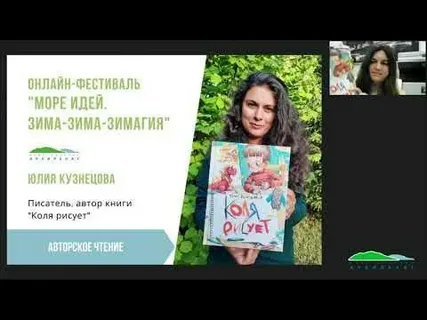 ОНЛАЙН-ФЕСТИВАЛЬ
"МОРЕ ИДЕЙ.
ЗИМА-ЗИМА-ЗИМАГИЯ"
ЮЛИЯ КУЗНЕЦОВА
Писатель, автор книги
"Коля рисует"
АВТОРСКОЕ ЧТЕНИЕ
КОЛЯ
РИСУЕТ